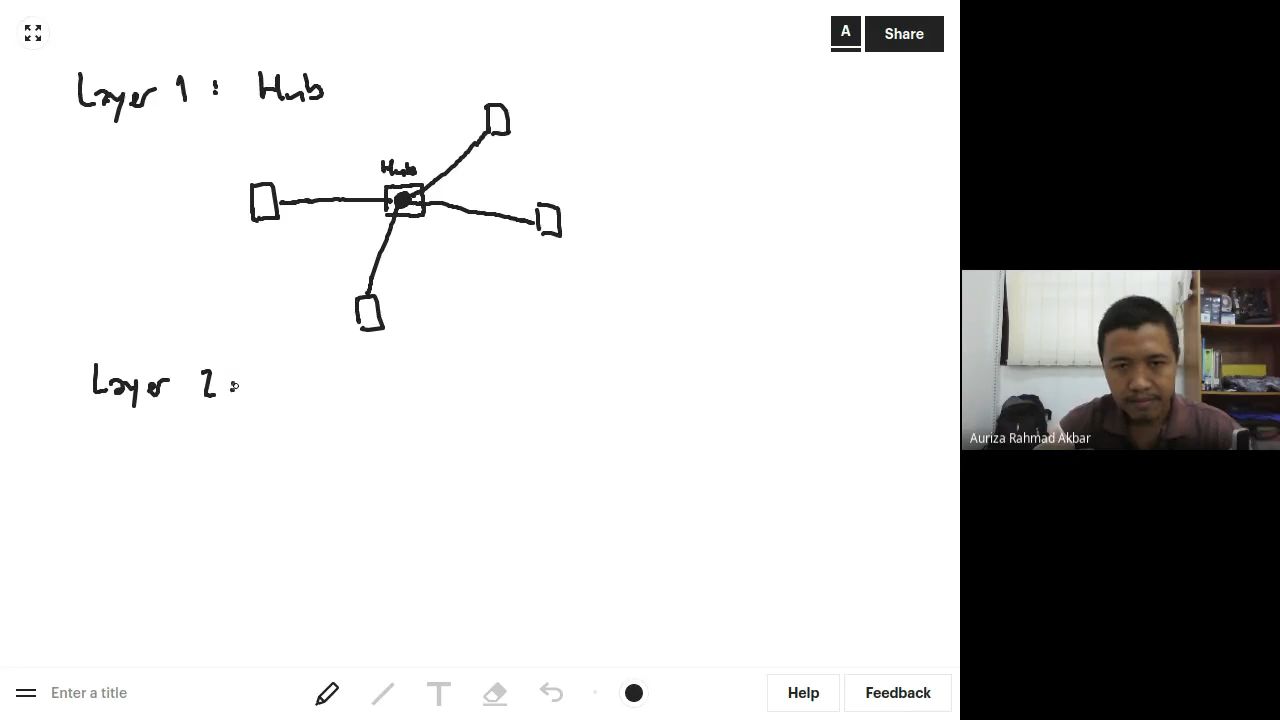 A Share
Layer 1 : Hub
Hub
Layer 2 :
Auriza Rahmad Akbar
Enter a title
T
Help Feedback